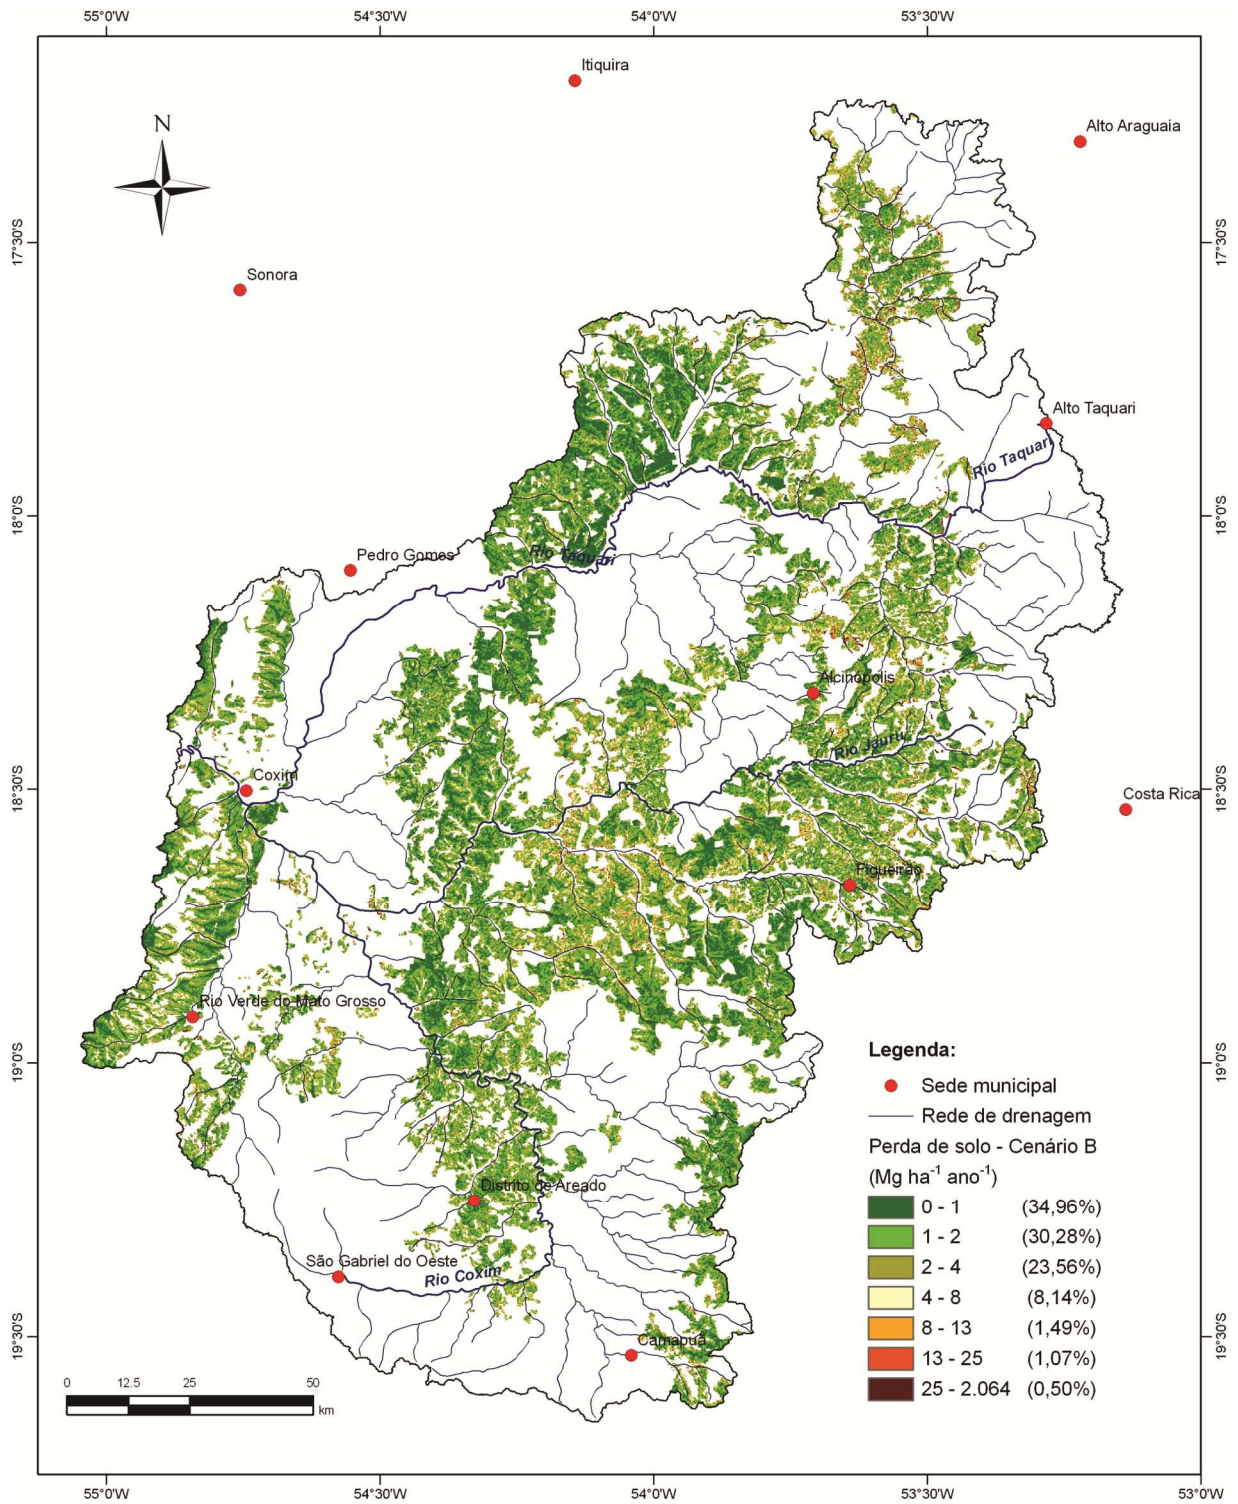 55°0'W 54°30'W 54°0'W 53°30'W
Itiquira
Alto Araguaia
N
17°30'S 17°30'S
Sonora
Alto Taquari
Rio Taquari
18°0'S 18°0'S
Pedro Gomes
Rio Taquari
Alcinópolis
Rio Jauru
Coxim
18°30'S 18°30'S
Costa Rica
Figueirão
Rio Verde do Mato Grosso
19°0'S 19°0'S
Legenda:
Sede municipal
Rede de drenagem
Perda de solo - Cenário B
(Mg ha⁻¹ ano⁻¹)
0 - 1 (34,96%)
1 - 2 (30,28%)
2 - 4 (23,56%)
4 - 8 (8,14%)
8 - 13 (1,49%)
13 - 25 (1,07%)
25 - 2.064 (0,50%)
Distrito de Areado
São Gabriel do Oeste
Rio Coxim
19°30'S 19°30'S
Camapuã
0 12.5 25 50
km
55°0'W 54°30'W 54°0'W 53°30'W 53°0'W